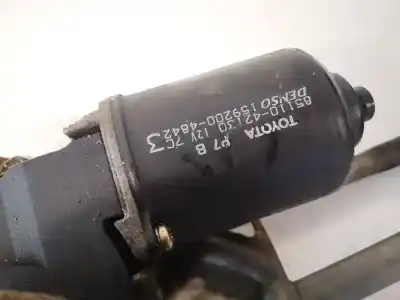 TOYOTA P7 B
85110-42130 12V 7C
DENSO 159200-4842
3